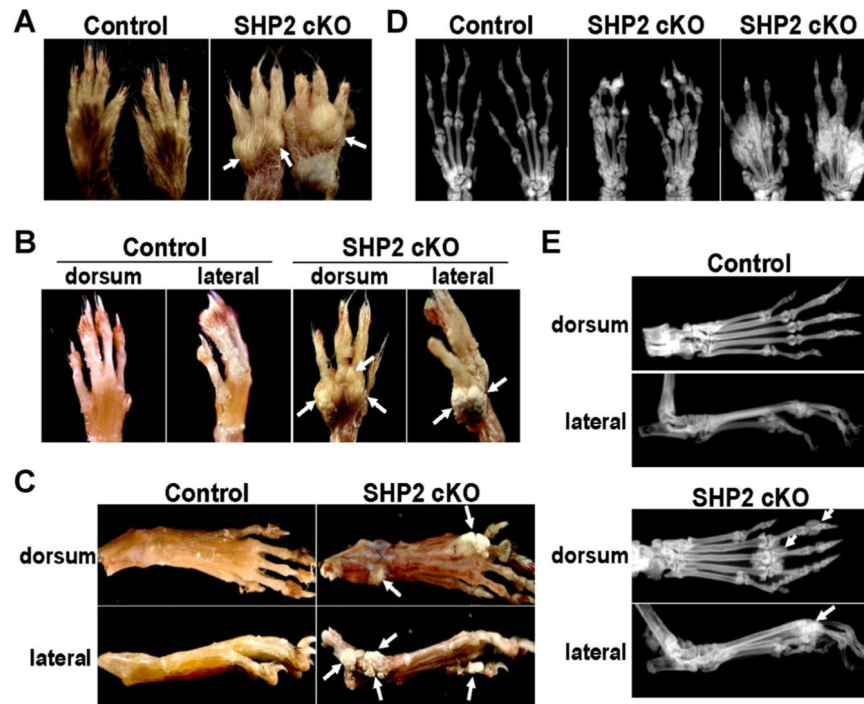 A
Control
SHP2 cKO
D
Control
SHP2 cKO
SHP2 cKO
B
Control
SHP2 cKO
dorsum
lateral
dorsum
lateral
E
Control
dorsum
lateral
C
Control
SHP2 cKO
dorsum
lateral
SHP2 cKO
dorsum
lateral